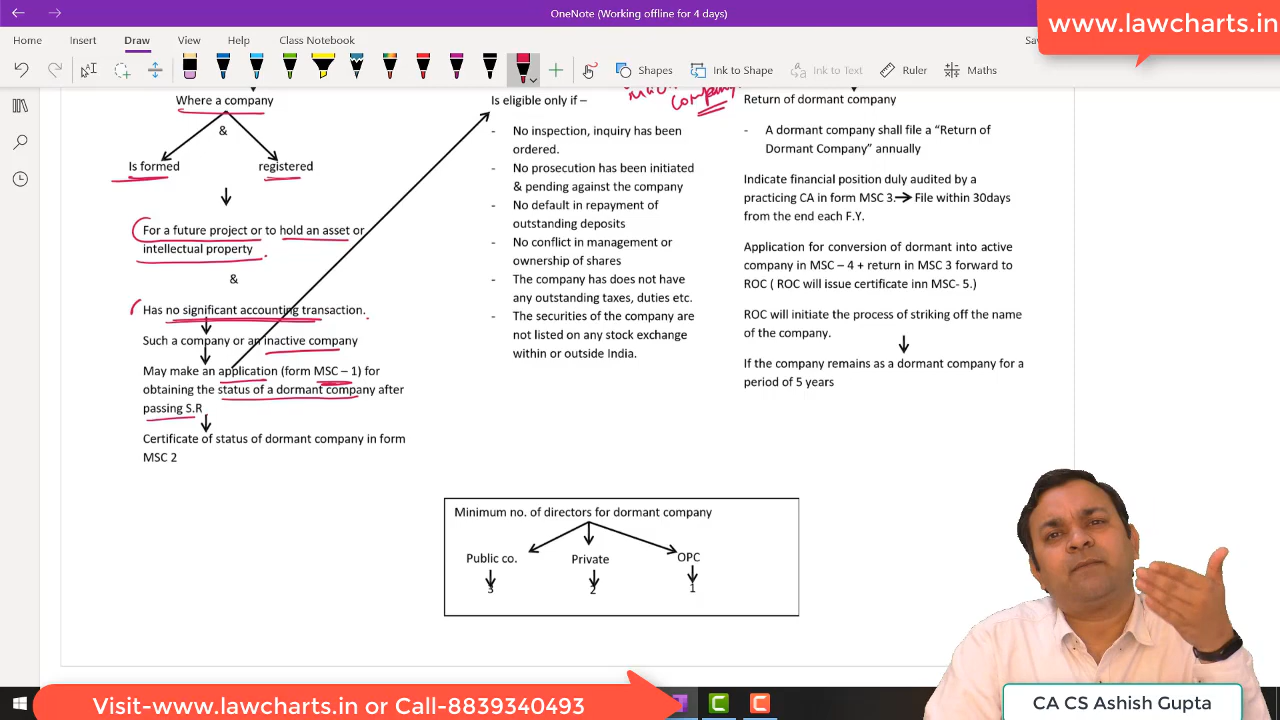 OneNote (Working offline for 4 days)
www.lawcharts.in
Home Insert Draw View Help Class Notebook
Shapes Ink to Shape Ink to Text Ruler Maths
Where a company
&
Is formed registered
For a future project or to hold an asset or
intellectual property
&
Has no significant accounting transaction.
Such a company or an inactive company
May make an application (form MSC – 1) for
obtaining the status of a dormant company after
passing S.R
Certificate of status of dormant company in form
MSC 2
company
Is eligible only if –
- No inspection, inquiry has been
ordered.
- No prosecution has been initiated
& pending against the company
- No default in repayment of
outstanding deposits
- No conflict in management or
ownership of shares
- The company has does not have
any outstanding taxes, duties etc.
- The securities of the company are
not listed on any stock exchange
within or outside India.
Return of dormant company
- A dormant company shall file a “Return of
Dormant Company” annually
Indicate financial position duly audited by a
practicing CA in form MSC 3. File within 30days
from the end each F.Y.
Application for conversion of dormant into active
company in MSC – 4 + return in MSC 3 forward to
ROC ( ROC will issue certificate inn MSC- 5.)
ROC will initiate the process of striking off the name
of the company.
If the company remains as a dormant company for a
period of 5 years
Minimum no. of directors for dormant company
Public co. Private OPC
3 2 1
Visit-www.lawcharts.in or Call-8839340493
CA CS Ashish Gupta